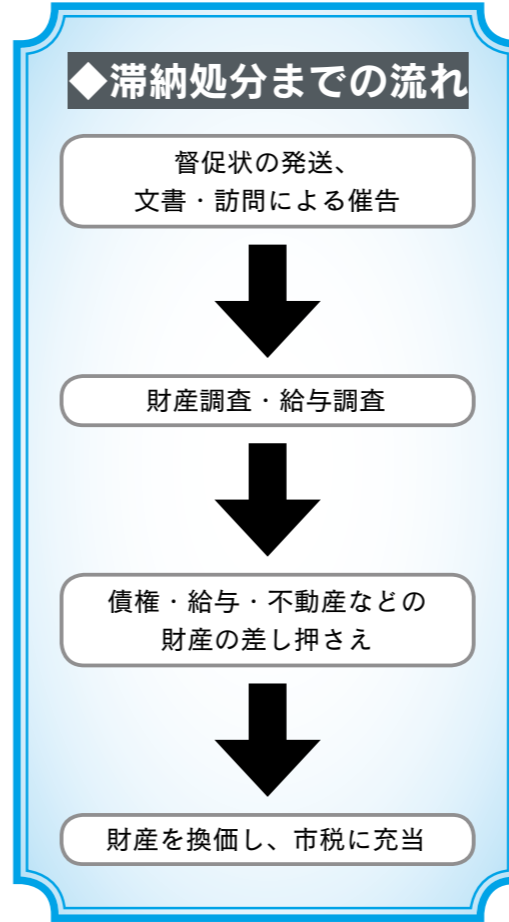 ◆滞納処分までの流れ
督促状の発送、
文書・訪問による催告
財産調査・給与調査
債権・給与・不動産などの
財産の差し押さえ
財産を換価し、市税に充当